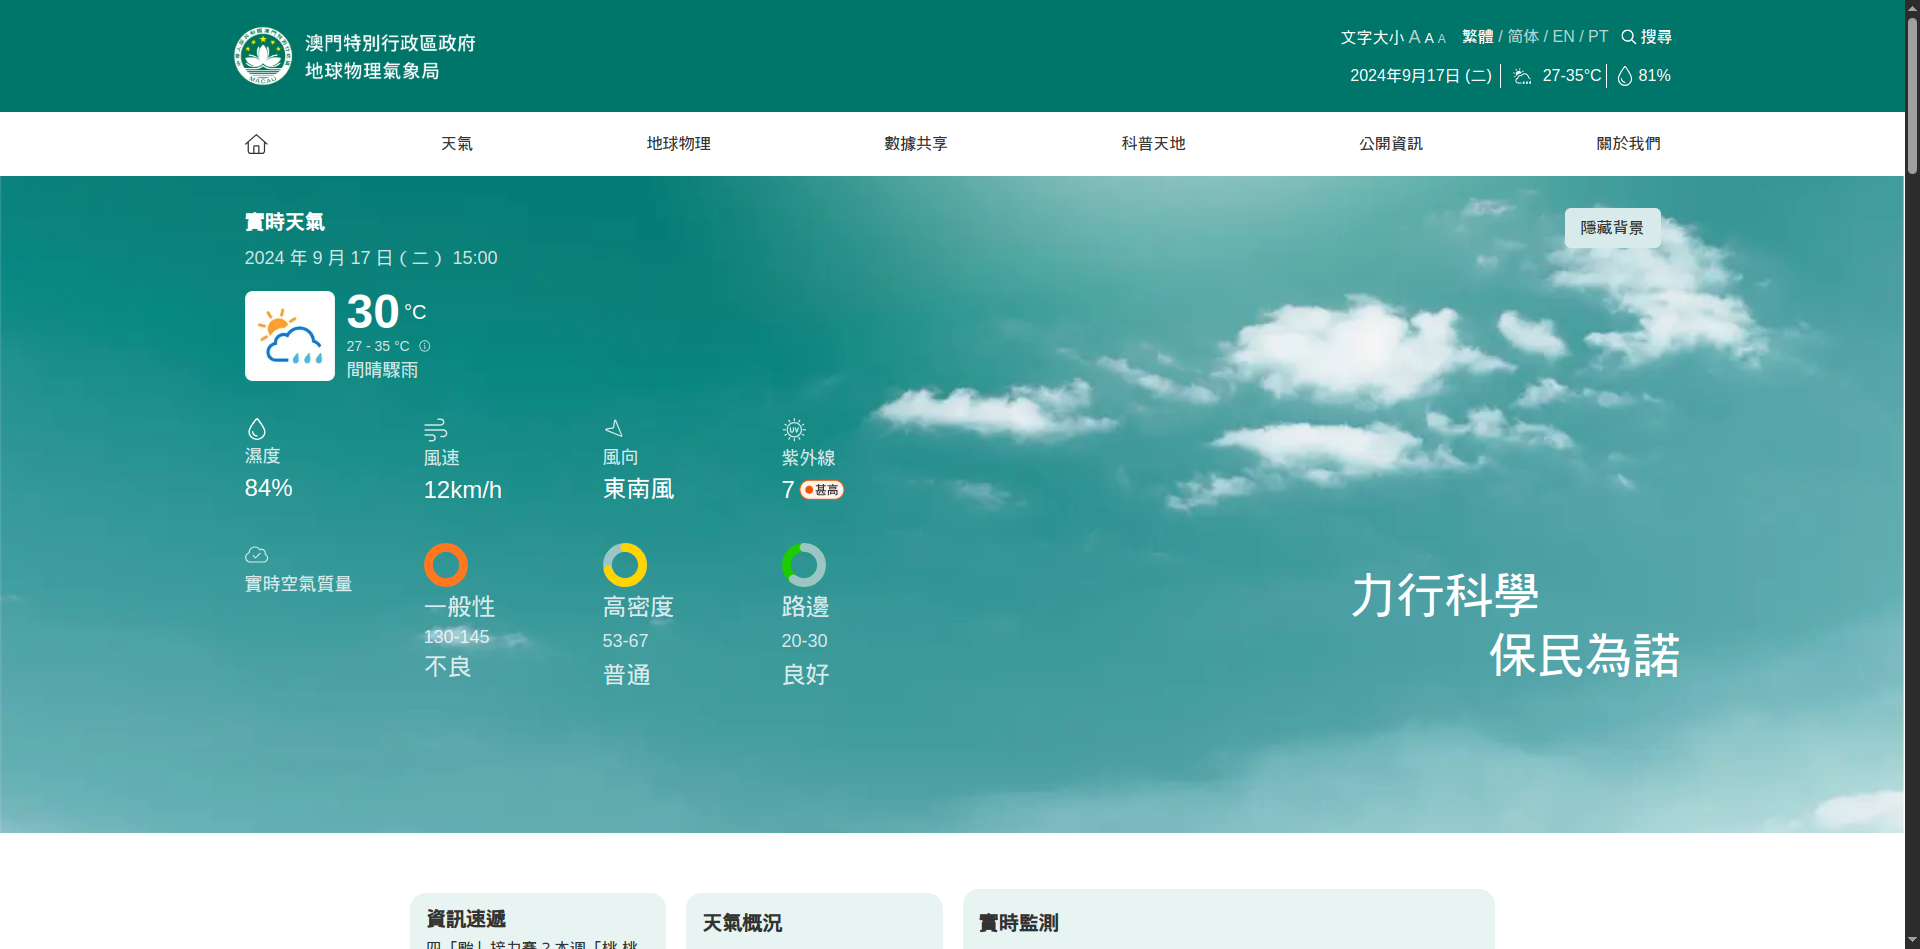 澳門特別行政區政府
地球物理氣象局
文字大小 A A A 繁體 / 简体 / EN / PT 搜尋
2024年9月17日 (二) 27-35°C 81%
天氣 地球物理 數據共享 科普天地 公開資訊 關於我們
實時天氣
隱藏背景
2024 年 9 月 17 日 ( 二 ) 15:00
30 °C
27 - 35 °C
間晴驟雨
濕度 風速 風向 紫外線
84% 12km/h 東南風 7 甚高
實時空氣質量
一般性 高密度 路邊
130-145 53-67 20-30
不良 普通 良好
力行科學
保民為諾
資訊速遞 天氣概況 實時監測